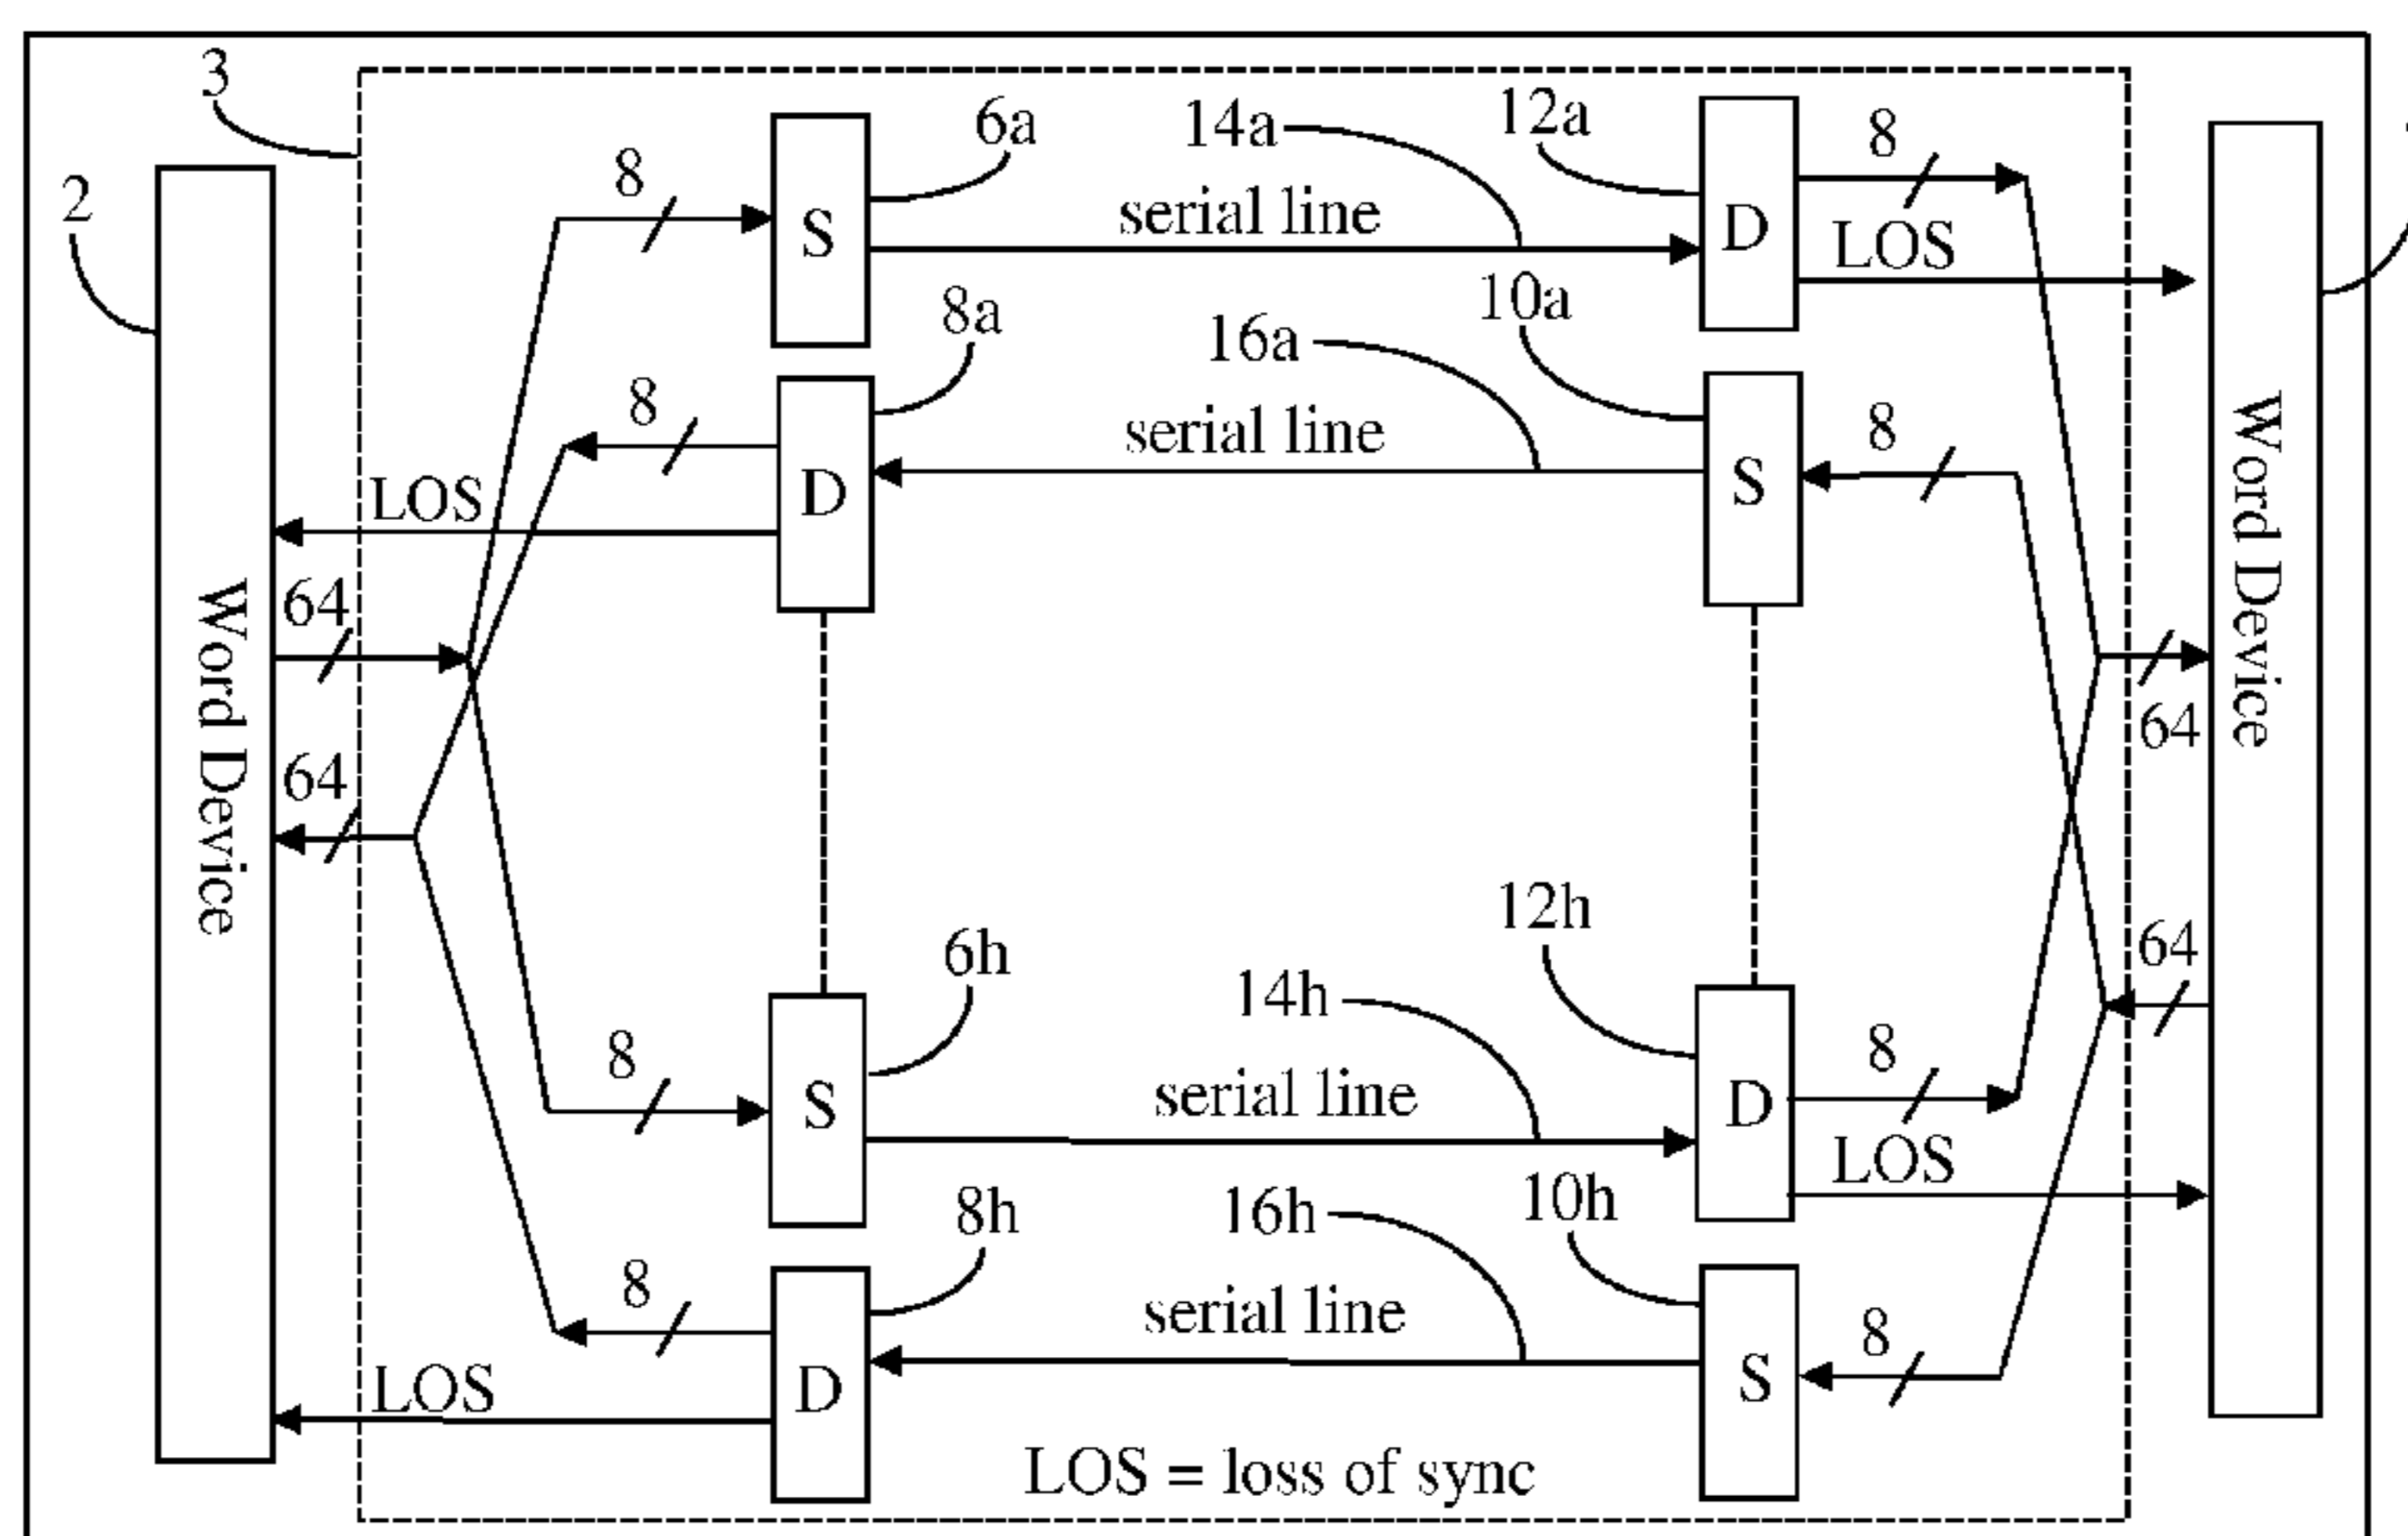 3
6a
14a
12a
8
8
2
S
serial line
D
LOS
8a
16a
10a
8
serial line
8
LOS
D
S
64
Word Device
Word Device
64
64
12h
6h
14h
64
8
8
S
serial line
D
LOS
8h
16h
10h
8
serial line
8
LOS
D
S
LOS = loss of sync